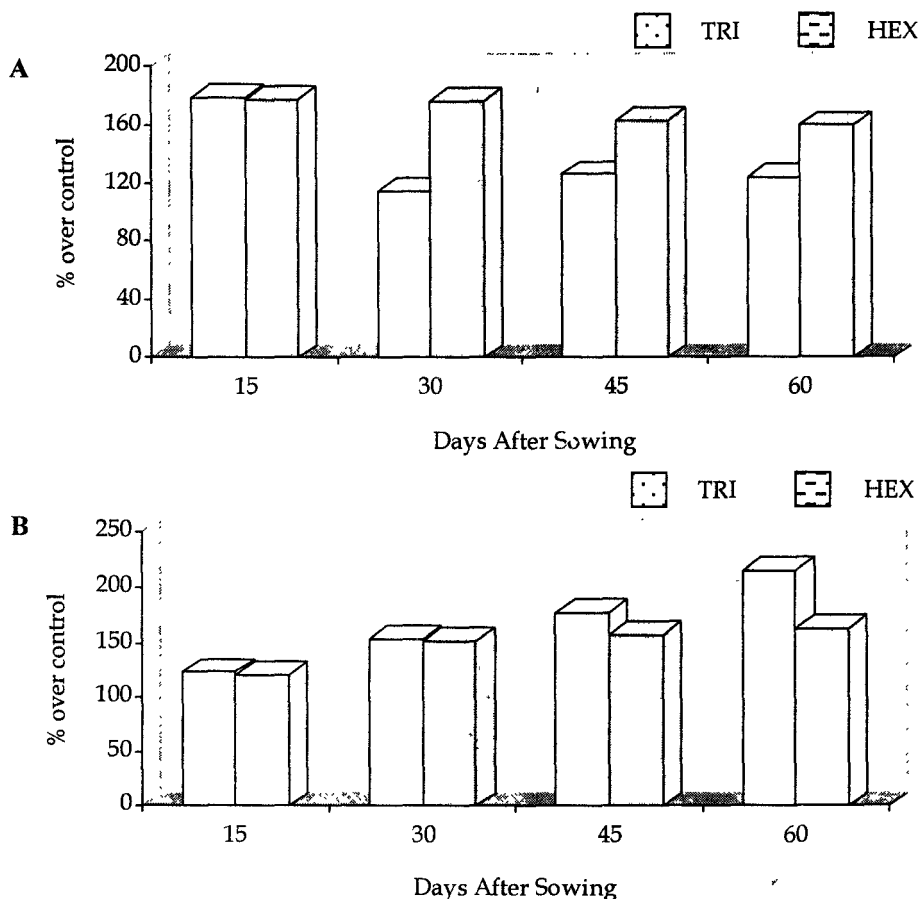 TRI HEX
A
200
160
120
80
40
0
% over control
15 30 45 60
Days After Sowing
TRI HEX
B
250
200
150
100
50
0
% over control
15 30 45 60
Days After Sowing